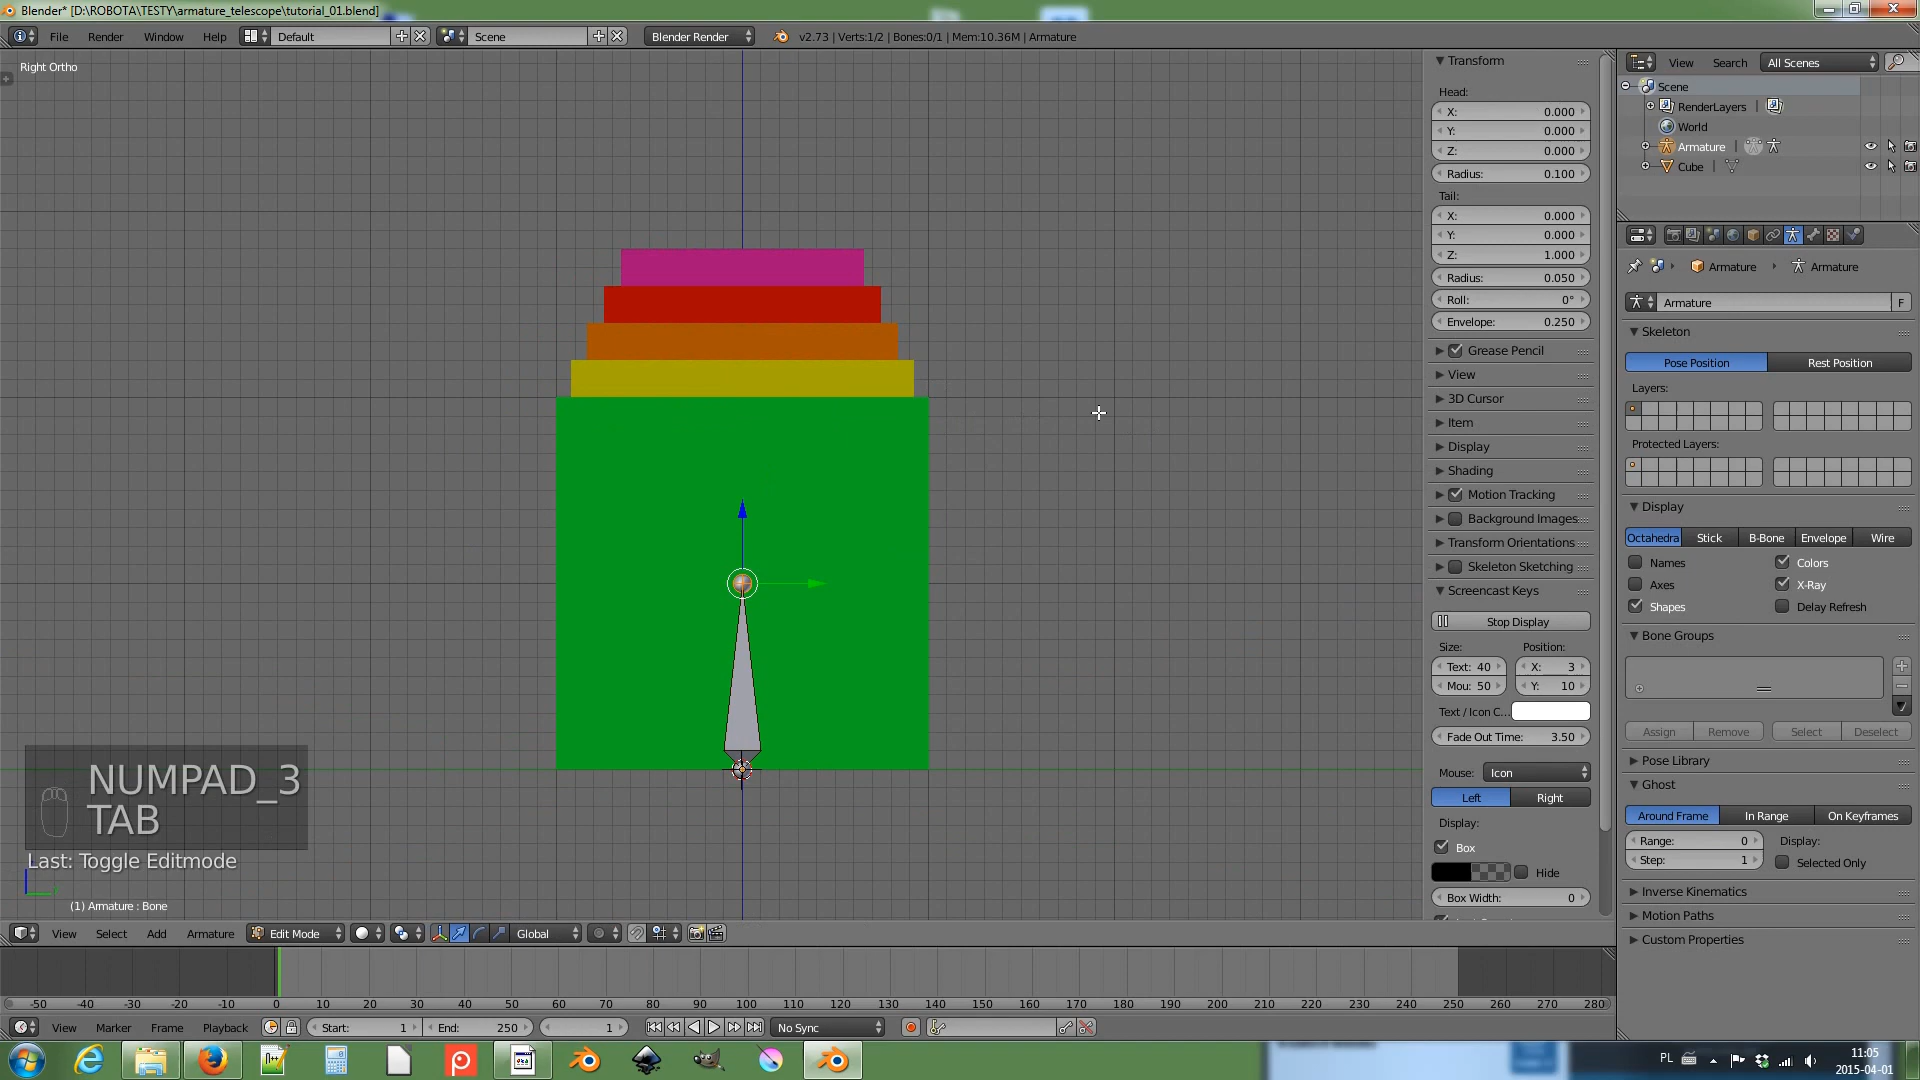 Blender* [D:\ROBOTA\TESTY\armature_telescope\tutorial_01.blend]
File Render Window Help Default Scene Blender Render v2.73 | Verts:1/2 | Bones:0/1 | Mem:10.36M | Armature
Right Ortho
Transform
Head:
X: 0.000
Y: 0.000
Z: 0.000
Radius: 0.100
Tail:
X: 0.000
Y: 0.000
Z: 1.000
Radius: 0.050
Roll: 0°
Envelope: 0.250
Grease Pencil
View
3D Cursor
Item
Display
Shading
Motion Tracking
Background Images
Transform Orientations
Skeleton Sketching
Screencast Keys
Stop Display
Size: Position:
Text: 40 X: 3
Mou: 50 Y: 10
Text / Icon C...
Fade Out Time: 3.50
Mouse: Icon
Left Right
Display:
Box
Hide
Box Width: 0
View Search All Scenes
Scene
RenderLayers
World
Armature
Cube
Armature Armature
Armature F
Skeleton
Pose Position Rest Position
Layers:
Protected Layers:
Display
Octahedra Stick B-Bone Envelope Wire
Names Colors
Axes X-Ray
Shapes Delay Refresh
Bone Groups
Assign Remove Select Deselect
Pose Library
Ghost
Around Frame In Range On Keyframes
Range: 0 Display:
Step: 1 Selected Only
Inverse Kinematics
Motion Paths
Custom Properties
NUMPAD_3
TAB
Last: Toggle Editmode
(1) Armature : Bone
View Select Add Armature Edit Mode Global
-50 -40 -30 -20 -10 0 10 20 30 40 50 60 70 80 90 100 110 120 130 140 150 160 170 180 190 200 210 220 230 240 250 260 270 280
View Marker Frame Playback Start: 1 End: 250 1 No Sync
PL 11:05
2015-04-01